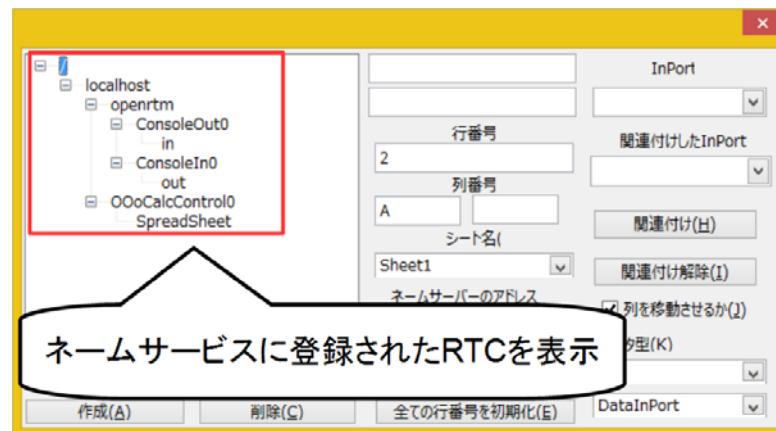 /
localhost
openrtm
ConsoleOut0
in
ConsoleIn0
out
OOoCalcControl0
SpreadSheet
行番号
2
列番号
A
シート名(
Sheet1
ネームサーバーのアドレス
InPort
関連付けしたInPort
関連付け(H)
関連付け解除(I)
列を移動させるか(J)
タ型(K)
DataInPort
ネームサービスに登録されたRTCを表示
作成(A)
削除(C)
全ての行番号を初期化(E)